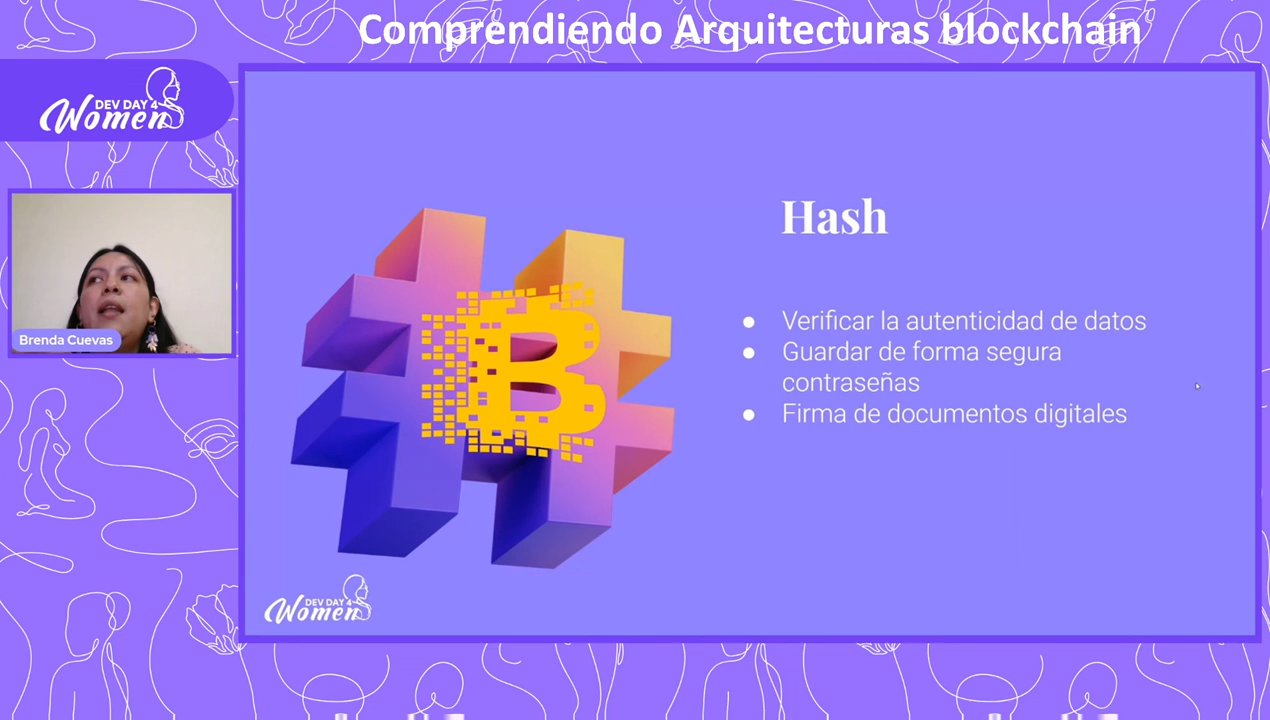 Comprendiendo Arquitecturas blockchain
DEV DAY 4
Women
Brenda Cuevas
Hash
● Verificar la autenticidad de datos
● Guardar de forma segura
contraseñas
● Firma de documentos digitales
B
DEV DAY 4
Women